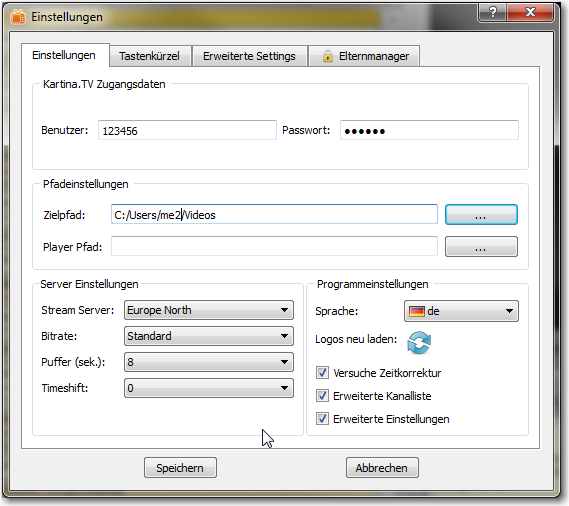 Einstellungen
Einstellungen Tastenkürzel Erweiterte Settings Elternmanager
Kartina.TV Zugangsdaten
Benutzer: 123456 Passwort: ●●●●●●
Pfadeinstellungen
Zielpfad: C:/Users/me2/Videos ...
Player Pfad: ...
Server Einstellungen
Stream Server: Europe North
Bitrate: Standard
Puffer (sek.): 8
Timeshift: 0
Programmeinstellungen
Sprache: de
Logos neu laden:
Versuche Zeitkorrektur
Erweiterte Kanalliste
Erweiterte Einstellungen
Speichern Abbrechen